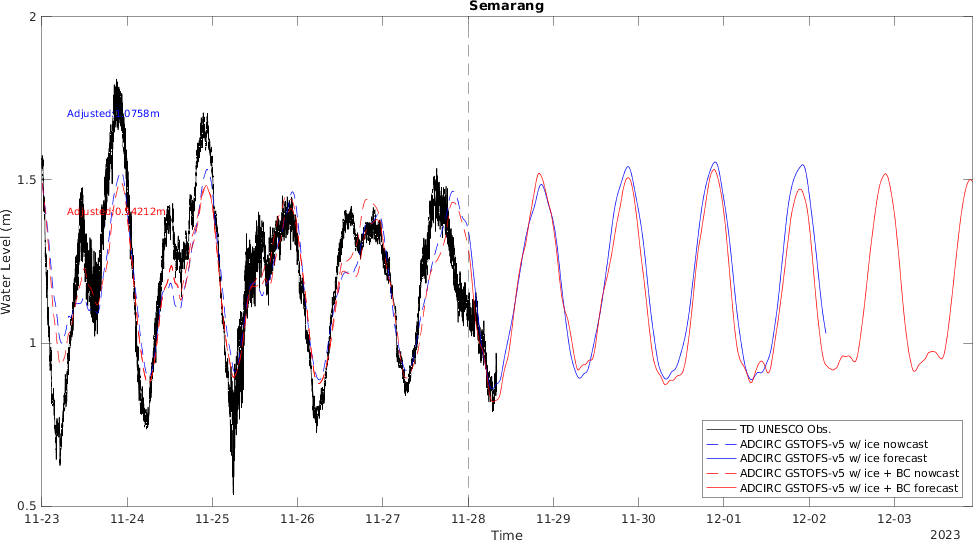 Semarang
2
1.5
1
0.5
Water Level (m)
Adjusted:
0758m
Adjusted:0.
4212m
11-23
11-24
11-25
11-26
11-27
11-28
11-29
11-30
12-01
12-02
12-03
Time
2023
TD UNESCO Obs.
ADCIRC GSTOFS-v5 w/ ice nowcast
ADCIRC GSTOFS-v5 w/ ice forecast
ADCIRC GSTOFS-v5 w/ ice + BC nowcast
ADCIRC GSTOFS-v5 w/ ice + BC forecast